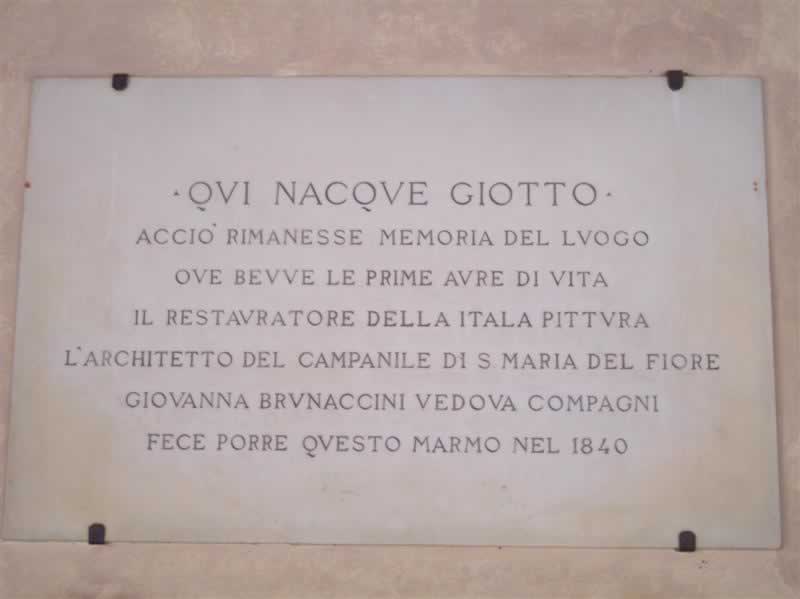 ·QVI NACQVE GIOTTO·
ACCIO' RIMANESSE MEMORIA DEL LVOGO
OVE BEVVE LE PRIME AVRE DI VITA
IL RESTAVRATORE DELLA ITALA PITTVRA
L'ARCHITETTO DEL CAMPANILE DI S MARIA DEL FIORE
GIOVANNA BRVNACCINI VEDOVA COMPAGNI
FECE PORRE QVESTO MARMO NEL 1840